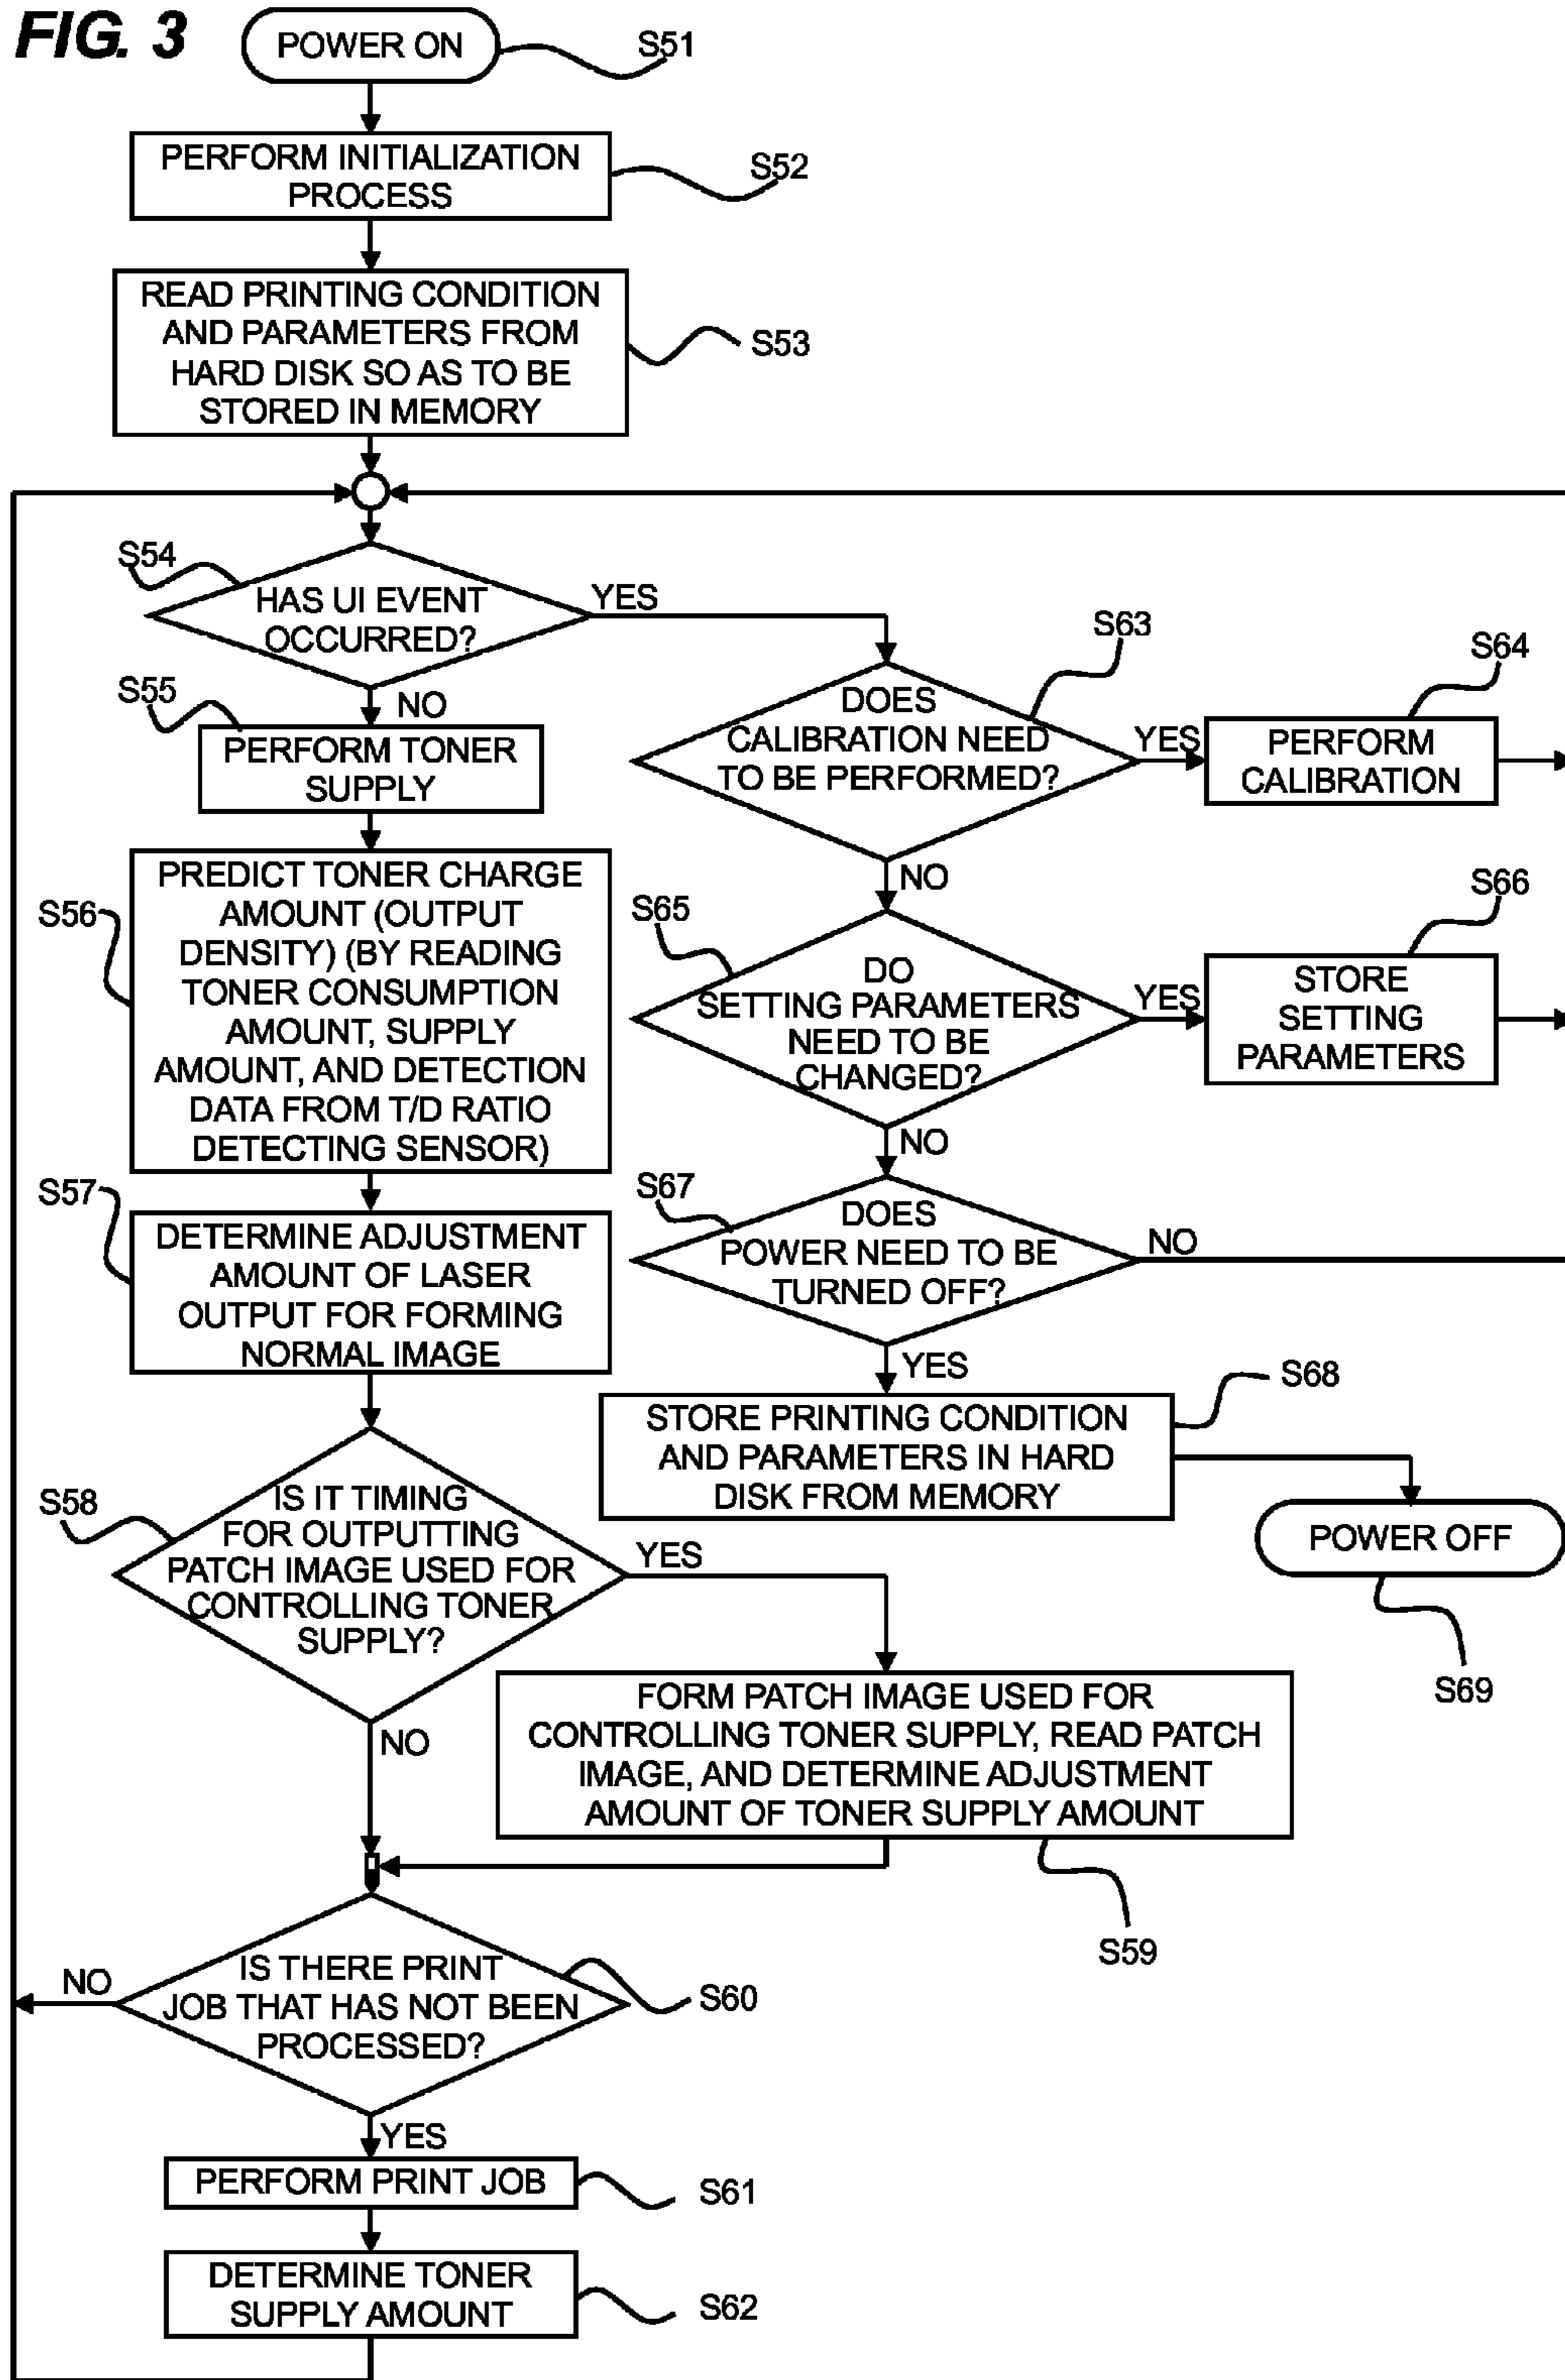 FIG. 3
POWER ON
S51
PERFORM INITIALIZATION
PROCESS
S52
READ PRINTING CONDITION
AND PARAMETERS FROM
HARD DISK SO AS TO BE
STORED IN MEMORY
S53
S54
HAS UI EVENT
OCCURRED?
YES
NO
S55
PERFORM TONER
SUPPLY
S56
PREDICT TONER CHARGE
AMOUNT (OUTPUT
DENSITY) (BY READING
TONER CONSUMPTION
AMOUNT, SUPPLY
AMOUNT, AND DETECTION
DATA FROM T/D RATIO
DETECTING SENSOR)
S57
DETERMINE ADJUSTMENT
AMOUNT OF LASER
OUTPUT FOR FORMING
NORMAL IMAGE
S58
IS IT TIMING
FOR OUTPUTTING
PATCH IMAGE USED FOR
CONTROLLING TONER
SUPPLY?
YES
NO
FORM PATCH IMAGE USED FOR
CONTROLLING TONER SUPPLY, READ PATCH
IMAGE, AND DETERMINE ADJUSTMENT
AMOUNT OF TONER SUPPLY AMOUNT
S59
IS THERE PRINT
JOB THAT HAS NOT BEEN
PROCESSED?
S60
NO
YES
PERFORM PRINT JOB
S61
DETERMINE TONER
SUPPLY AMOUNT
S62
S63
DOES
CALIBRATION NEED
TO BE PERFORMED?
YES
NO
S64
PERFORM
CALIBRATION
S65
DO
SETTING PARAMETERS
NEED TO BE
CHANGED?
YES
NO
S66
STORE
SETTING
PARAMETERS
S67
DOES
POWER NEED TO BE
TURNED OFF?
NO
YES
S68
STORE PRINTING CONDITION
AND PARAMETERS IN HARD
DISK FROM MEMORY
POWER OFF
S69